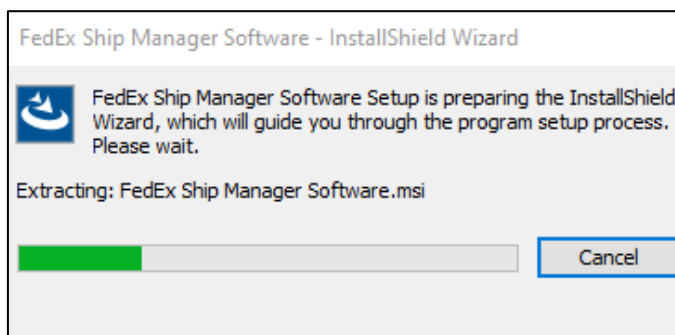 FedEx Ship Manager Software - InstallShield Wizard
FedEx Ship Manager Software Setup is preparing the InstallShield
Wizard, which will guide you through the program setup process.
Please wait.
Extracting: FedEx Ship Manager Software.msi
Cancel